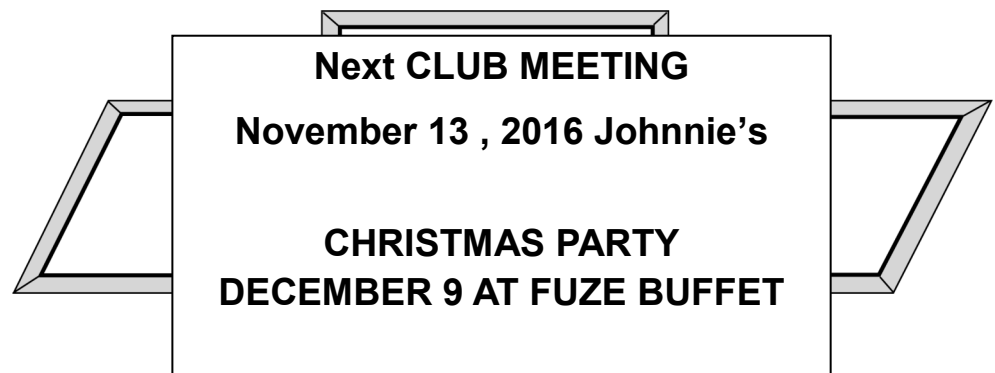 Next CLUB MEETING
November 13 , 2016 Johnnie’s
CHRISTMAS PARTY
DECEMBER 9 AT FUZE BUFFET